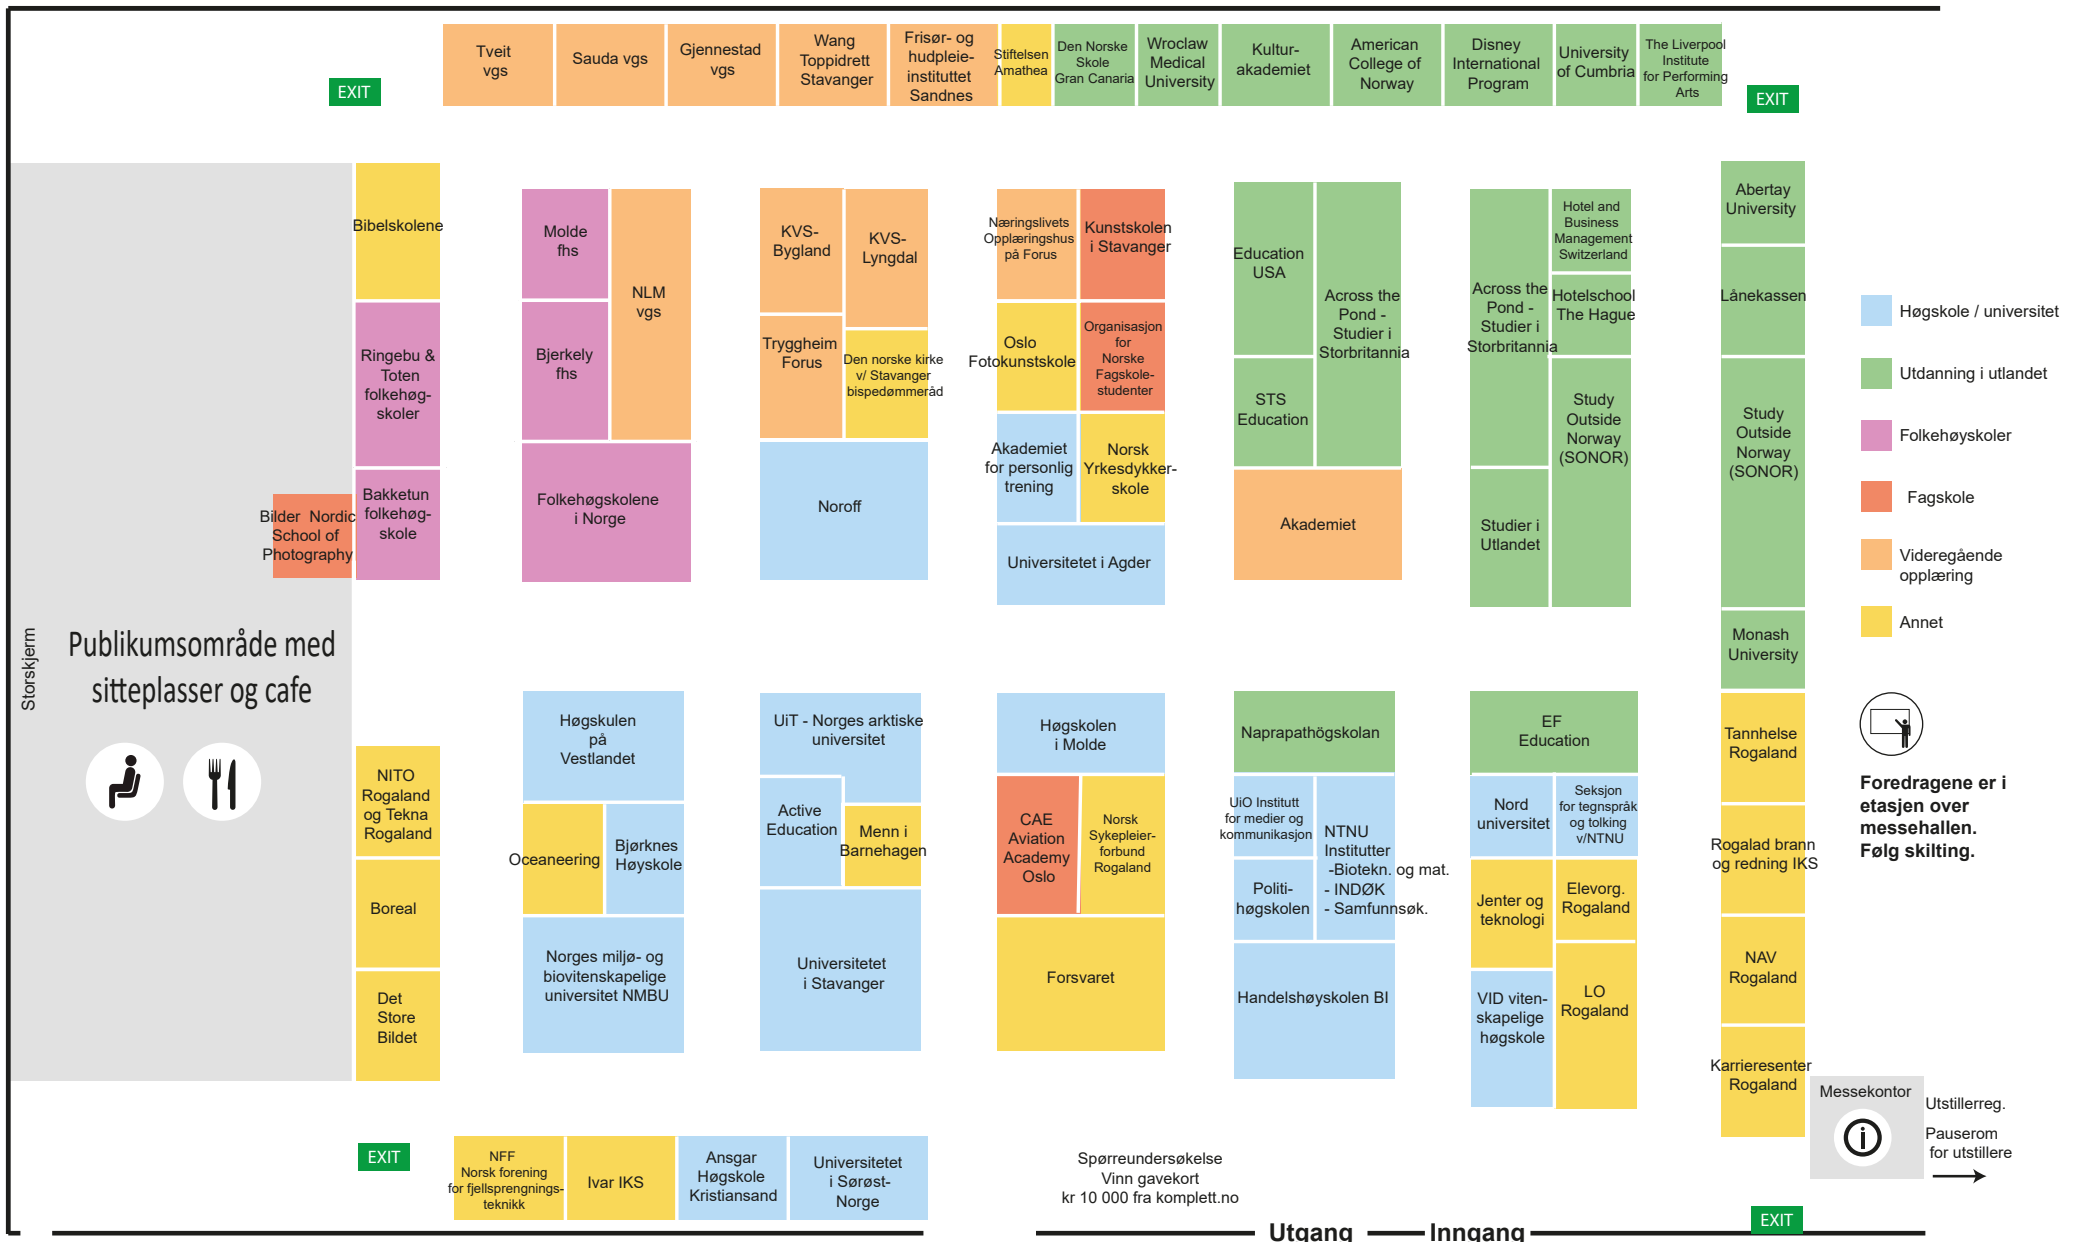 Tveit
vgs
Sauda vgs
Gjennestad
vgs
Wang
Toppidrett
Stavanger
Frisør- og
hudpleie-
instituttet
Sandnes
Stiftelsen
Amathea
Den Norske
Skole
Gran Canaria
Wroclaw
Medical
University
Kultur-
akademiet
American
College of
Norway
Disney
International
Program
University
of Cumbria
The Liverpool
Institute
for Performing
Arts
EXIT
EXIT
Bibelskolene
Ringebu &
Toten
folkehøg-
skoler
Bakketun
folkehøg-
skole
Bilder Nordic
School of
Photography
Molde
fhs
Bjerkely
fhs
NLM
vgs
Folkehøgskolene
i Norge
KVS-
Bygland
KVS-
Lyngdal
Tryggheim
Forus
Den norske kirke
v/ Stavanger
bispedømmeråd
Noroff
Næringslivets
Opplæringshus
på Forus
Kunstskolen
i Stavanger
Oslo
Fotokunstskole
Organisasjon
for
Norske
Fagskole-
studenter
Akademiet
for personlig
trening
Norsk
Yrkesdykker-
skole
Universitetet i Agder
Education
USA
Across the
Pond -
Studier i
Storbritannia
STS
Education
Akademiet
Across the
Pond -
Studier i
Storbritannia
Hotel and
Business
Management
Switzerland
Hotelschool
The Hague
Study
Outside
Norway
(SONOR)
Studier i
Utlandet
Abertay
University
Lånekassen
Study
Outside
Norway
(SONOR)
Monash
University
Høgskole / universitet
Utdanning i utlandet
Folkehøyskoler
Fagskole
Videregående
opplæring
Annet
Storskjerm
Publikumsområde med
sitteplasser og cafe
NITO
Rogaland
og Tekna
Rogaland
Boreal
Det
Store
Bildet
Høgskulen
på
Vestlandet
Oceaneering
Bjørknes
Høyskole
Norges miljø- og
biovitenskapelige
universitet NMBU
UiT - Norges arktiske
universitet
Active
Education
Menn i
Barnehagen
Universitetet
i Stavanger
Høgskolen
i Molde
CAE
Aviation
Academy
Oslo
Norsk
Sykepleier-
forbund
Rogaland
Forsvaret
Naprapathögskolan
UiO Institutt
for medier og
kommunikasjon
NTNU
Institutter
-Biotekn. og mat.
- INDØK
- Samfunnsøk.
Politi-
høgskolen
Handelshøyskolen BI
EF
Education
Nord
universitet
Seksjon
for tegnspråk
og tolking
v/NTNU
Jenter og
teknologi
Elevorg.
Rogaland
VID viten-
skapelige
høgskole
LO
Rogaland
Tannhelse
Rogaland
Rogalad brann
og redning IKS
NAV
Rogaland
Karrieresenter
Rogaland
Foredragene er i
etasjen over
messehallen.
Følg skilting.
Messekontor
Utstillerreg.
Pauserom
for utstillere
EXIT
NFF
Norsk forening
for fjellsprengnings-
teknikk
Ivar IKS
Ansgar
Høgskole
Kristiansand
Universitetet
i Sørøst-
Norge
Spørreundersøkelse
Vinn gavekort
kr 10 000 fra komplett.no
Utgang
Inngang
EXIT